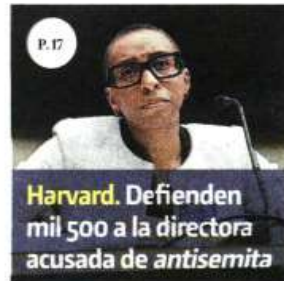 P. 17
Harvard. Defienden
mil 500 a la directora
acusada de antisemita